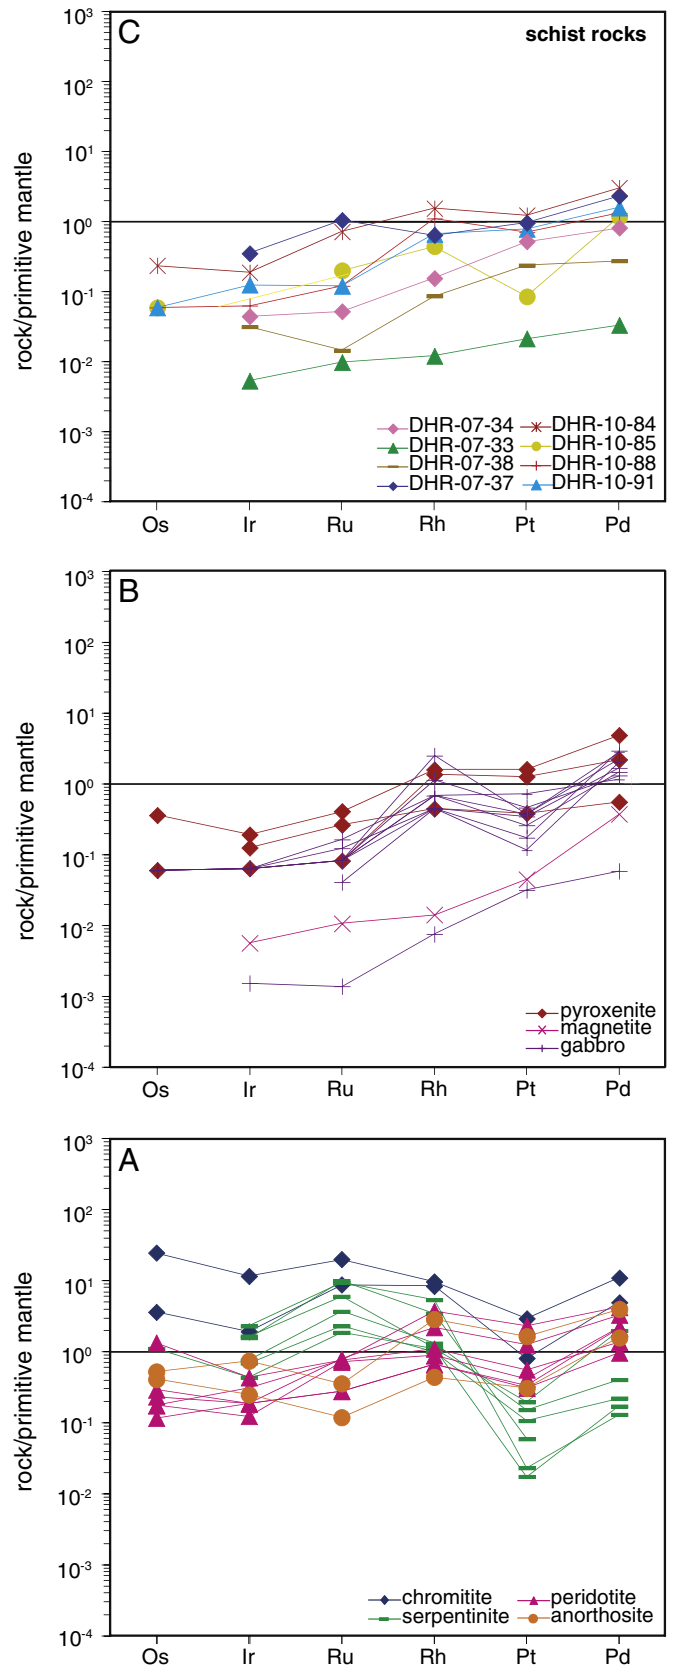 C
schist rocks
rock/primitive mantle
10³
10²
10¹
10⁰
10⁻¹
10⁻²
10⁻³
10⁻⁴
DHR-07-34 DHR-10-84
DHR-07-33 DHR-10-85
DHR-07-38 DHR-10-88
DHR-07-37 DHR-10-91
Os Ir Ru Rh Pt Pd
B
rock/primitive mantle
10³
10²
10¹
10⁰
10⁻¹
10⁻²
10⁻³
10⁻⁴
pyroxenite
magnetite
gabbro
Os Ir Ru Rh Pt Pd
A
rock/primitive mantle
10³
10²
10¹
10⁰
10⁻¹
10⁻²
10⁻³
10⁻⁴
chromitite peridotite
serpentinite anorthosite
Os Ir Ru Rh Pt Pd